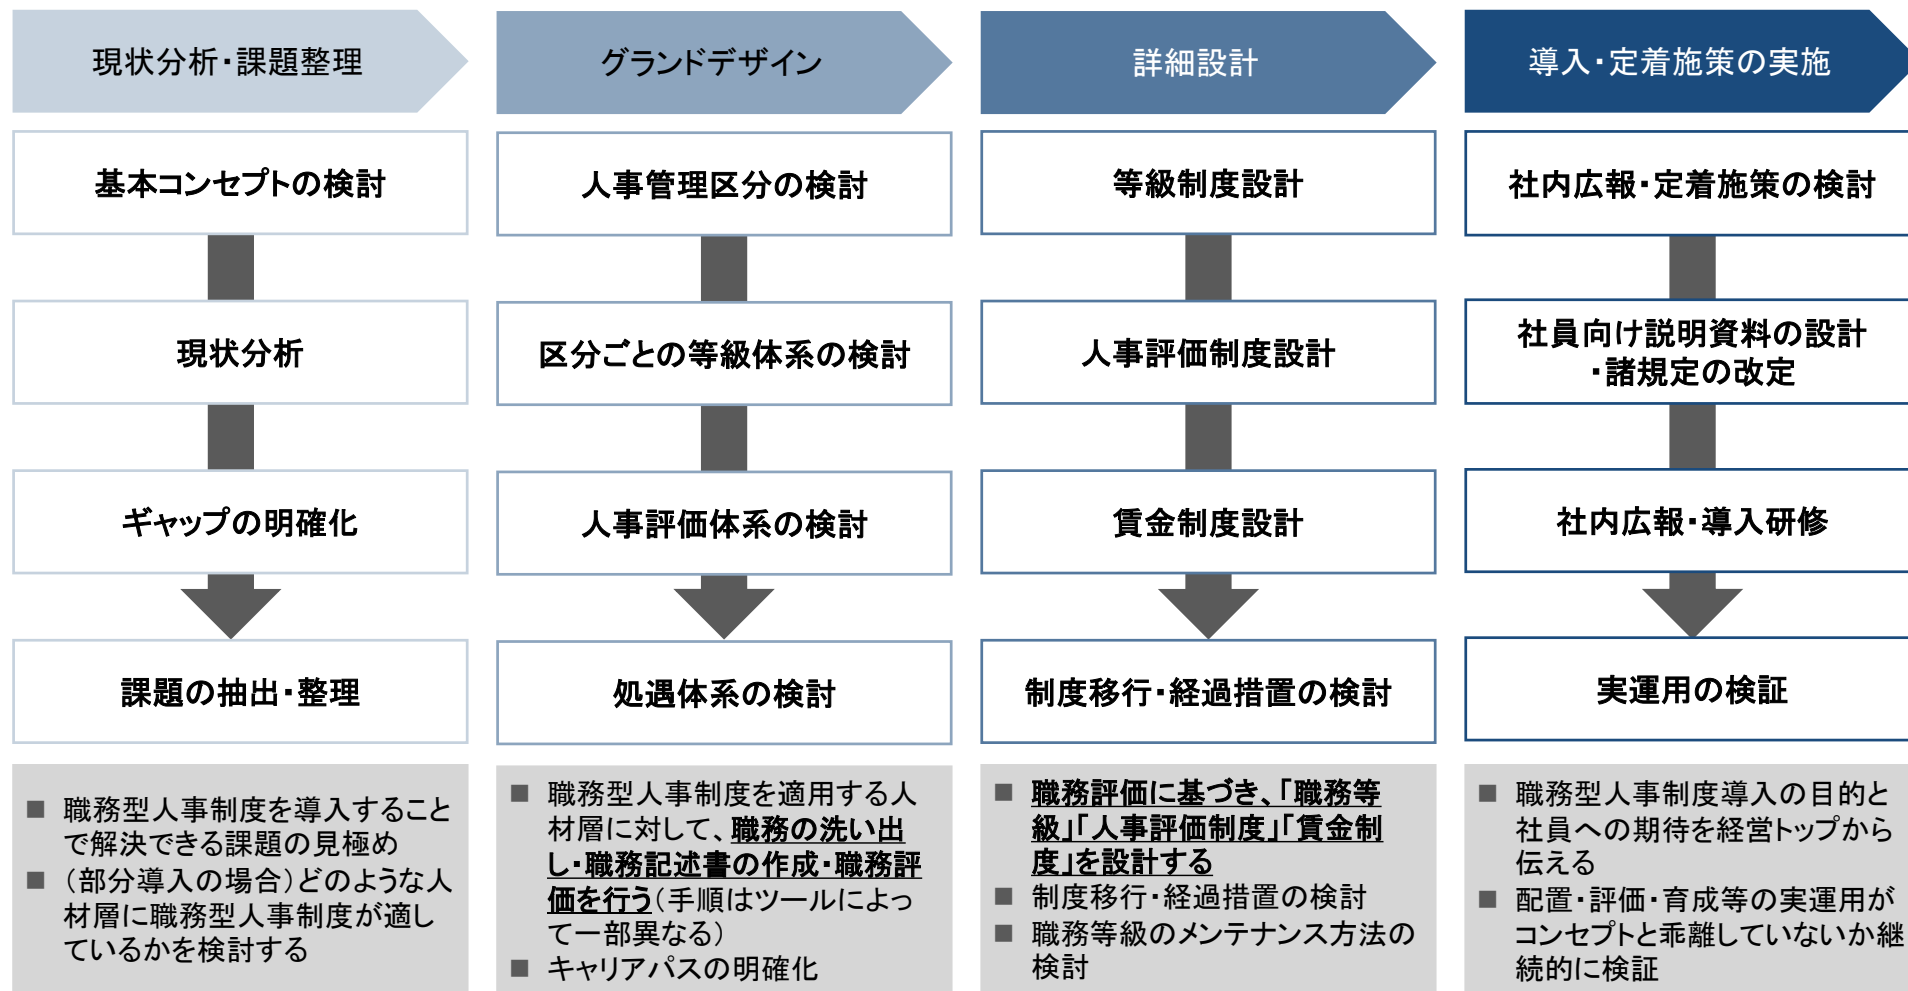 現状分析・課題整理
グランドデザイン
詳細設計
導入・定着施策の実施
基本コンセプトの検討
現状分析
ギャップの明確化
課題の抽出・整理
■ 職務型人事制度を導入すること
で解決できる課題の見極め
■ （部分導入の場合）どのような人
材層に職務型人事制度が適し
ているかを検討する
人事管理区分の検討
区分ごとの等級体系の検討
人事評価体系の検討
処遇体系の検討
■ 職務型人事制度を適用する人
材層に対して、職務の洗い出
し・職務記述書の作成・職務評
価を行う（手順はツールによっ
て一部異なる）
■ キャリアパスの明確化
等級制度設計
人事評価制度設計
賃金制度設計
制度移行・経過措置の検討
■ 職務評価に基づき、「職務等
級」「人事評価制度」「賃金制
度」を設計する
■ 制度移行・経過措置の検討
■ 職務等級のメンテナンス方法の
検討
社内広報・定着施策の検討
社員向け説明資料の設計
・諸規定の改定
社内広報・導入研修
実運用の検証
■ 職務型人事制度導入の目的と
社員への期待を経営トップから
伝える
■ 配置・評価・育成等の実運用が
コンセプトと乖離していないか継
続的に検証